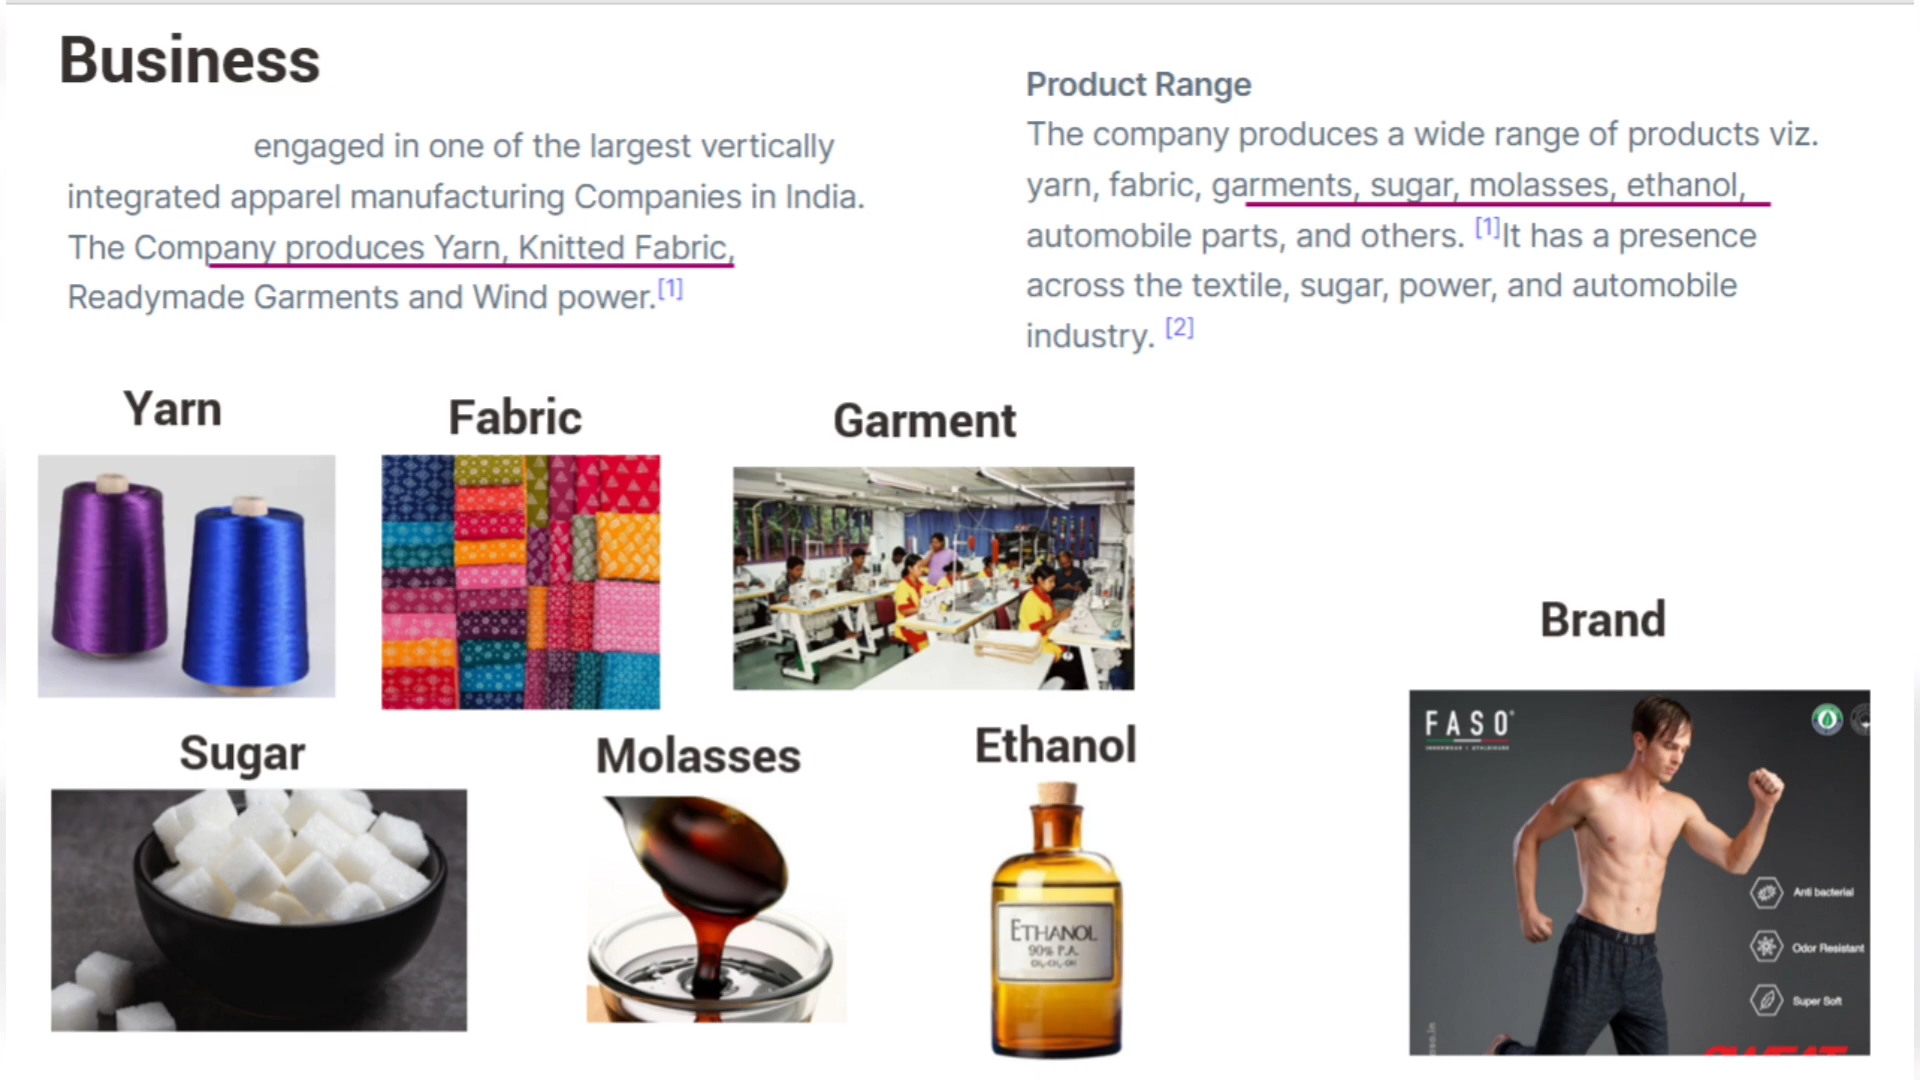 Business
engaged in one of the largest vertically
integrated apparel manufacturing Companies in India.
The Company produces Yarn, Knitted Fabric,
Readymade Garments and Wind power.[1]
Product Range
The company produces a wide range of products viz.
yarn, fabric, garments, sugar, molasses, ethanol,
automobile parts, and others. [1]It has a presence
across the textile, sugar, power, and automobile
industry. [2]
Yarn
Fabric
Garment
Sugar
Molasses
Ethanol
ETHANOL
90% P.A.
Brand
FASO
Anti bacterial
Odor Resistant
Super Soft